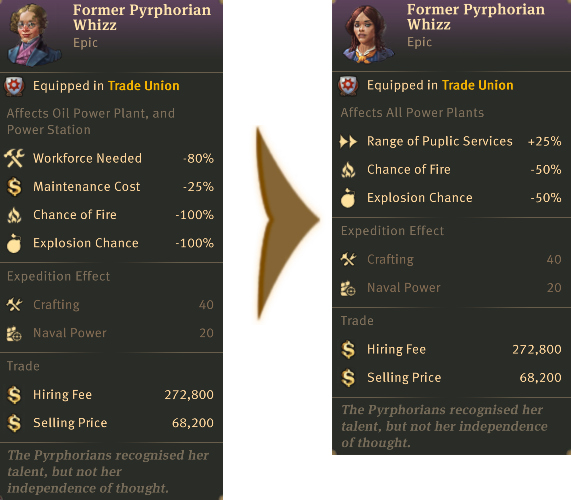 Former Pyrphorian
Whizz
Epic
Equipped in Trade Union
Affects Oil Power Plant, and
Power Station
Workforce Needed -80%
Maintenance Cost -25%
Chance of Fire -100%
Explosion Chance -100%
Expedition Effect
Crafting 40
Naval Power 20
Trade
Hiring Fee 272,800
Selling Price 68,200
The Pyrphorians recognised her
talent, but not her
independence of thought.
Former Pyrphorian
Whizz
Epic
Equipped in Trade Union
Affects All Power Plants
Range of Puplic Services +25%
Chance of Fire -50%
Explosion Chance -50%
Expedition Effect
Crafting 40
Naval Power 20
Trade
Hiring Fee 272,800
Selling Price 68,200
The Pyrphorians recognised her
talent, but not her independence
of thought.